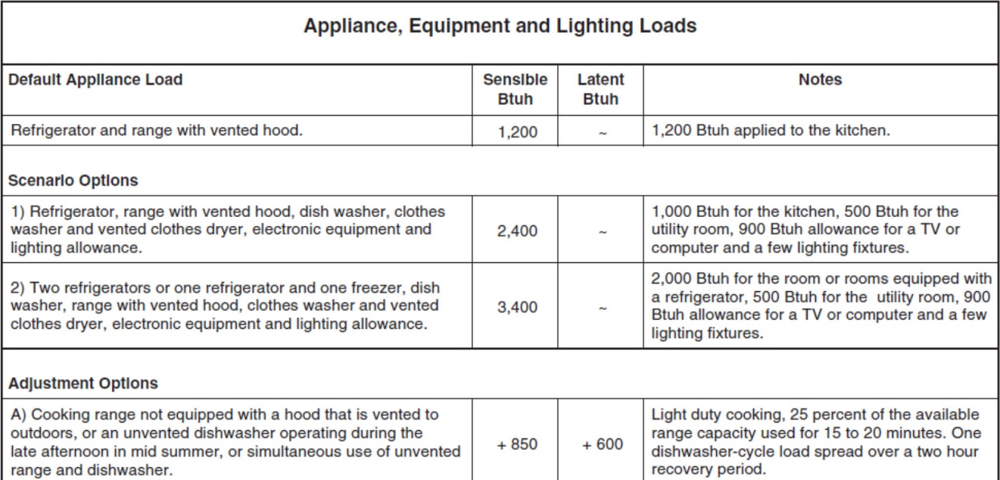 Appliance, Equipment and Lighting Loads
Default Appliance Load
Sensible
Btuh
Latent
Btuh
Notes
Refrigerator and range with vented hood.
1,200
~
1,200 Btuh applied to the kitchen.
Scenario Options
1) Refrigerator, range with vented hood, dish washer, clothes
washer and vented clothes dryer, electronic equipment and
lighting allowance.
2,400
~
1,000 Btuh for the kitchen, 500 Btuh for the
utility room, 900 Btuh allowance for a TV or
computer and a few lighting fixtures.
2) Two refrigerators or one refrigerator and one freezer, dish
washer, range with vented hood, clothes washer and vented
clothes dryer, electronic equipment and lighting allowance.
3,400
~
2,000 Btuh for the room or rooms equipped with
a refrigerator, 500 Btuh for the utility room, 900
Btuh allowance for a TV or computer and a few
lighting fixtures.
Adjustment Options
A) Cooking range not equipped with a hood that is vented to
outdoors, or an unvented dishwasher operating during the
late afternoon in mid summer, or simultaneous use of unvented
range and dishwasher.
+ 850
+ 600
Light duty cooking, 25 percent of the available
range capacity used for 15 to 20 minutes. One
dishwasher-cycle load spread over a two hour
recovery period.